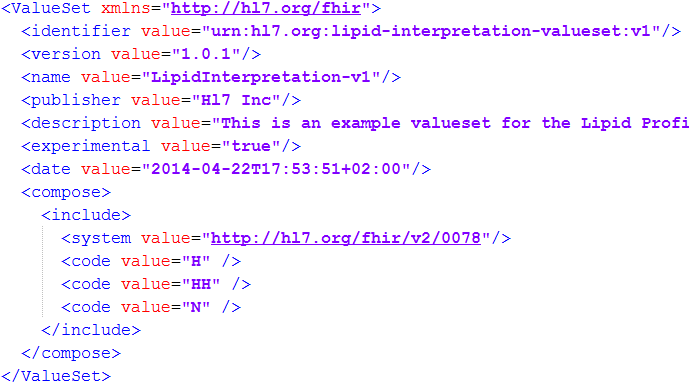 <ValueSet xmlns="http://hl7.org/fhir">
<identifier value="urn:hl7.org:lipid-interpretation-valueset:v1"/>
<version value="1.0.1"/>
<name value="LipidInterpretation-v1"/>
<publisher value="Hl7 Inc"/>
<description value="This is an example valueset for the Lipid Profi
<experimental value="true"/>
<date value="2014-04-22T17:53:51+02:00"/>
<compose>
<include>
<system value="http://hl7.org/fhir/v2/0078"/>
<code value="H" />
<code value="HH" />
<code value="N" />
</include>
</compose>
</ValueSet>